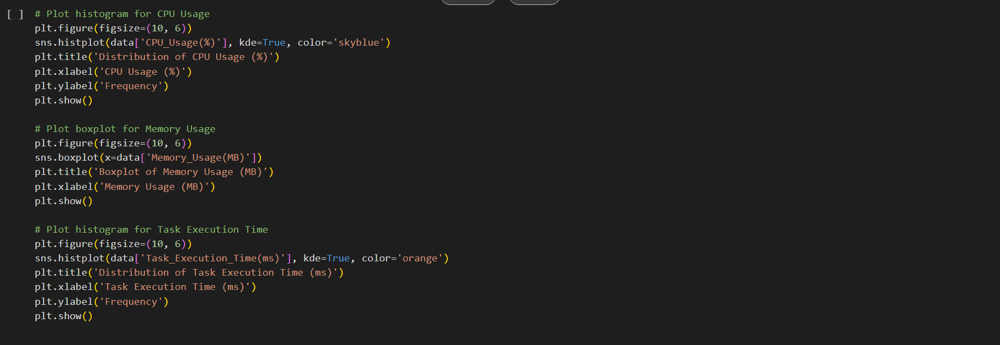 [ ] # Plot histogram for CPU Usage
plt.figure(figsize=(10, 6))
sns.histplot(data['CPU_Usage(%)'], kde=True, color='skyblue')
plt.title('Distribution of CPU Usage (%)')
plt.xlabel('CPU Usage (%)')
plt.ylabel('Frequency')
plt.show()

# Plot boxplot for Memory Usage
plt.figure(figsize=(10, 6))
sns.boxplot(x=data['Memory_Usage(MB)'])
plt.title('Boxplot of Memory Usage (MB)')
plt.xlabel('Memory Usage (MB)')
plt.show()

# Plot histogram for Task Execution Time
plt.figure(figsize=(10, 6))
sns.histplot(data['Task_Execution_Time(ms)'], kde=True, color='orange')
plt.title('Distribution of Task Execution Time (ms)')
plt.xlabel('Task Execution Time (ms)')
plt.ylabel('Frequency')
plt.show()